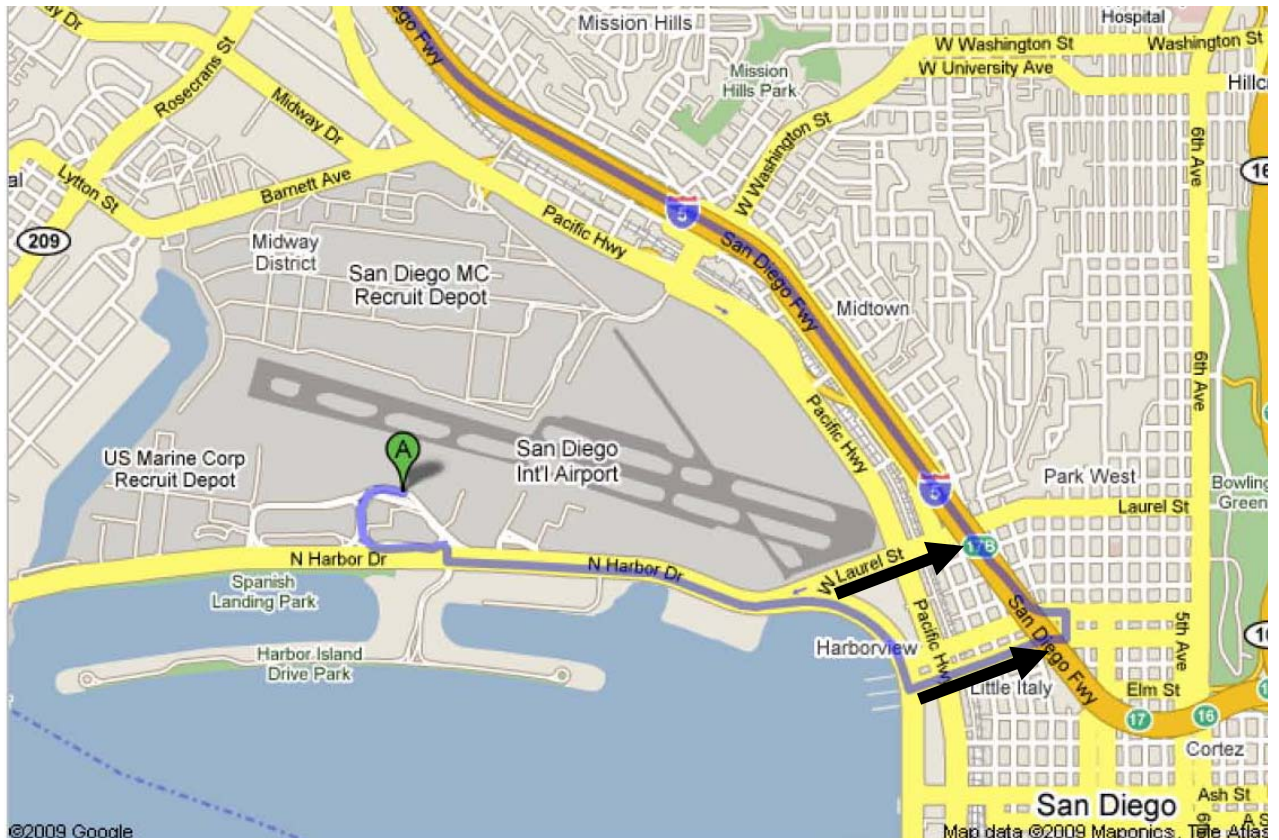 ay Dr
Diego Fwy
Mission Hills
Hospital
W Washington St
Washington St
W University Ave
Rosecrans St
Mission
Hills Park
Hillc
Midway Dr
W Washington St
6th Ave
al
Lytton St
Barnett Ave
16
5
209
Pacific Hwy
Midway
District
San Diego Fwy
San Diego MC
Recruit Depot
Midtown
6th Ave
Pacific Hwy
A
San Diego
Int'l Airport
US Marine Corp
Recruit Depot
Park West
Bowling
Green
5
Laurel St
17B
N Harbor Dr
N Harbor Dr
W Laurel St
Spanish
Landing Park
San Diego Fwy
Pacific Hwy
5th Ave
Harborview
Harbor Island
Drive Park
Little Italy
Elm St
17
16
Cortez
Ash St
San Diego
©2009 Google
Map data ©2009 Maponics, Tele Atlas